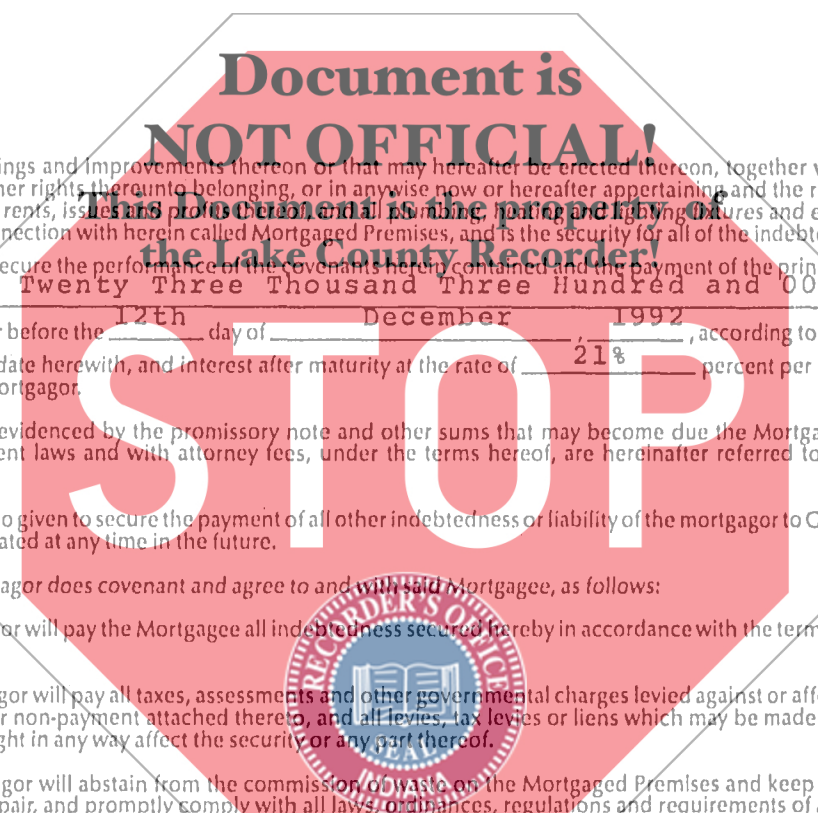 Document is
NOT OFFICIAL!
ings and improvements thereon or that may hereafter be erected thereon, together
This Document is the property of
her rights thereunto belonging, or in anywise now or hereafter appertaining and the r
rents, issues and profits thereof, and all plumbing, heating and lighting fixtures and e
the Lake County Recorder!
nection with herein called Mortgaged Premises, and is the security for all of the indebt
ecure the performance of the covenants herein contained and the payment of the prin
Twenty Three Thousand Three Hundred and 00
r before the 12th day of December , 1992 , according to
date herewith, and interest after maturity at the rate of 21% percent per
ortgagor.
STOP
evidenced by the promissory note and other sums that may become due the Mortga
ent laws and with attorney fees, under the terms hereof, are hereinafter referred to
o given to secure the payment of all other indebtedness or liability of the mortgagor to C
ated at any time in the future.
agor does covenant and agree to and with said Mortgagee, as follows:
or will pay the Mortgagee all indebtedness secured hereby in accordance with the term
RECORDER'S OFFICE
SEAL
INDIANA
gor will pay all taxes, assessments and other governmental charges levied against or affe
r non-payment attached thereto, and all levies, tax levies or liens which may be made
ght in any way affect the security or any part thereof.
gor will abstain from the commission of waste on the Mortgaged Premises and keep
pair, and promptly comply with all laws, ordinances, regulations and requirements of